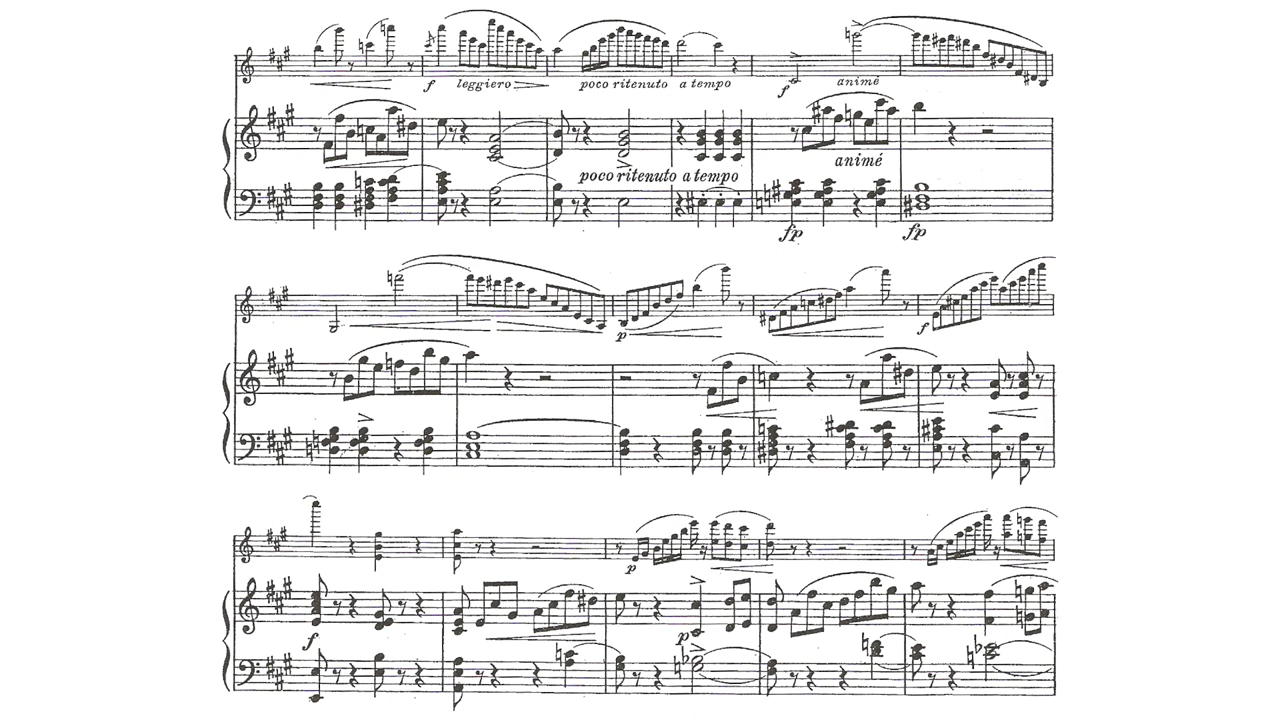 f leggiero poco ritenuto a tempo f animé
animé
poco ritenuto a tempo
fp fp
p f
p
f p